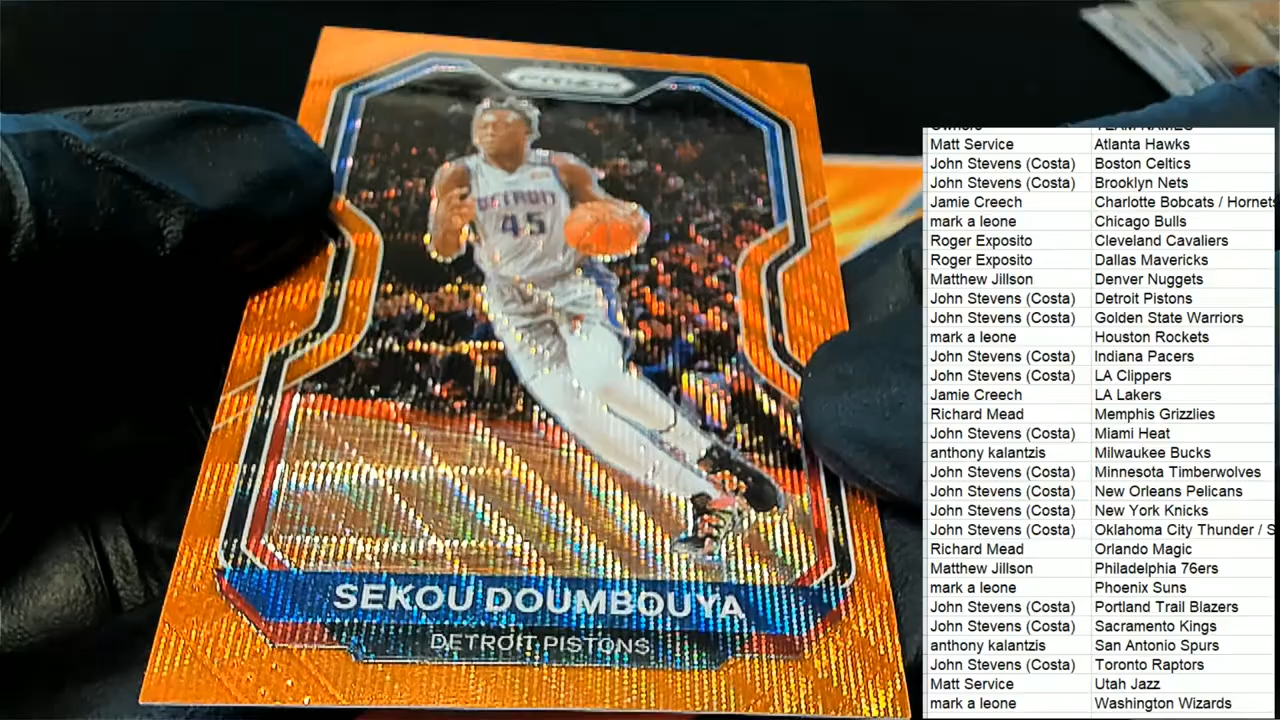 PRIZM
DETROIT
45
SEKOU DOUMBOUYA
DETROIT PISTONS
Owners TEAM NAMES
Matt Service Atlanta Hawks
John Stevens (Costa) Boston Celtics
John Stevens (Costa) Brooklyn Nets
Jamie Creech Charlotte Bobcats / Hornets
mark a leone Chicago Bulls
Roger Exposito Cleveland Cavaliers
Roger Exposito Dallas Mavericks
Matthew Jillson Denver Nuggets
John Stevens (Costa) Detroit Pistons
John Stevens (Costa) Golden State Warriors
mark a leone Houston Rockets
John Stevens (Costa) Indiana Pacers
John Stevens (Costa) LA Clippers
Jamie Creech LA Lakers
Richard Mead Memphis Grizzlies
John Stevens (Costa) Miami Heat
anthony kalantzis Milwaukee Bucks
John Stevens (Costa) Minnesota Timberwolves
John Stevens (Costa) New Orleans Pelicans
John Stevens (Costa) New York Knicks
John Stevens (Costa) Oklahoma City Thunder / S
Richard Mead Orlando Magic
Matthew Jillson Philadelphia 76ers
mark a leone Phoenix Suns
John Stevens (Costa) Portland Trail Blazers
John Stevens (Costa) Sacramento Kings
anthony kalantzis San Antonio Spurs
John Stevens (Costa) Toronto Raptors
Matt Service Utah Jazz
mark a leone Washington Wizards